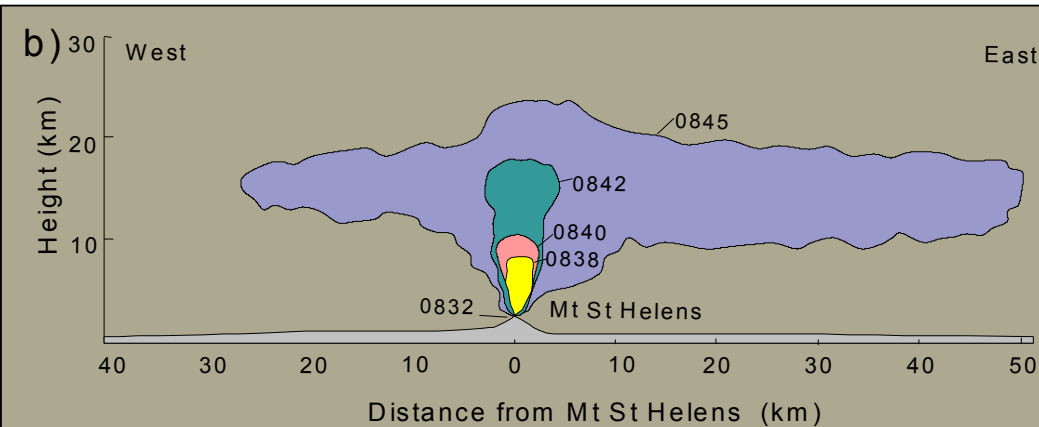 b)
30
West
East
Height (km)
20
10
0845
0842
0840
0838
0832
Mt St Helens
40 30 20 10 0 10 20 30 40 50
Distance from Mt St Helens (km)